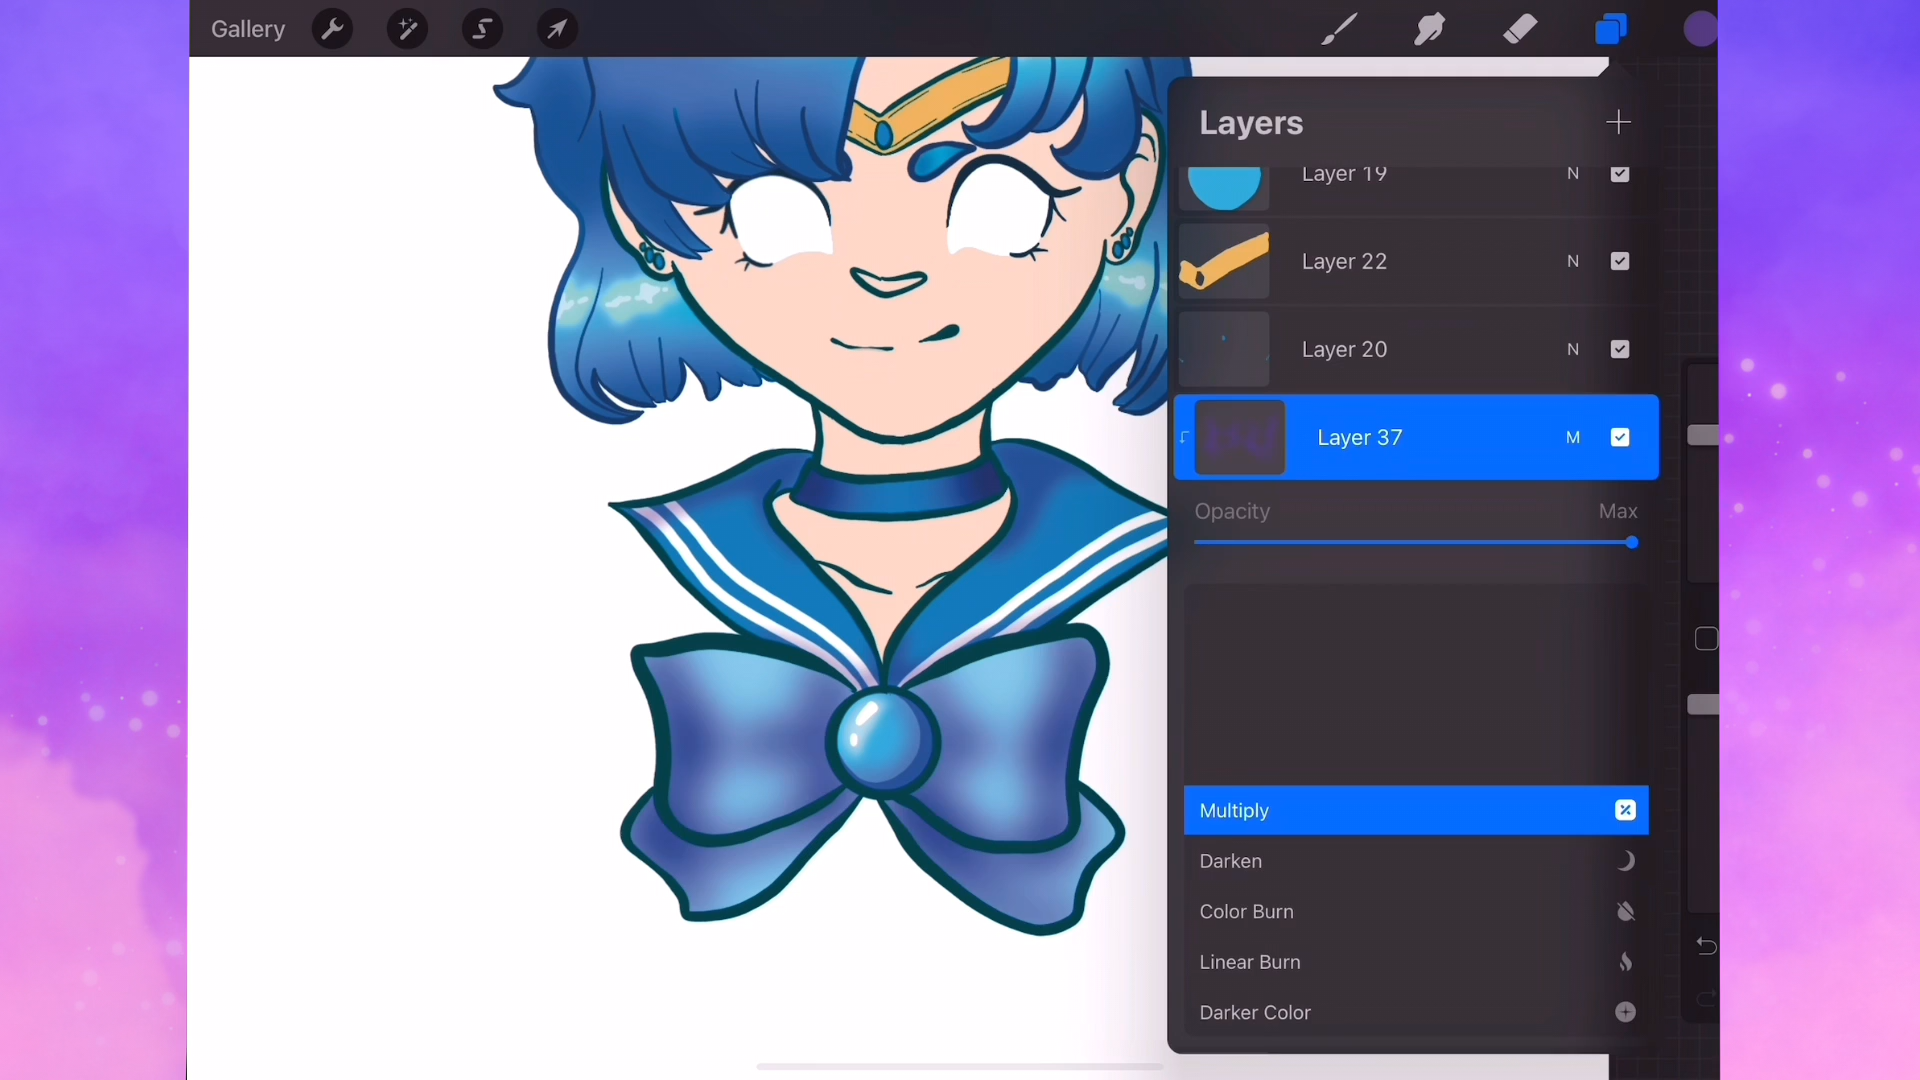 Gallery
Layers
Layer 19 N
Layer 22 N
Layer 20 N
Layer 37 M
Opacity Max
Multiply
Darken
Color Burn
Linear Burn
Darker Color